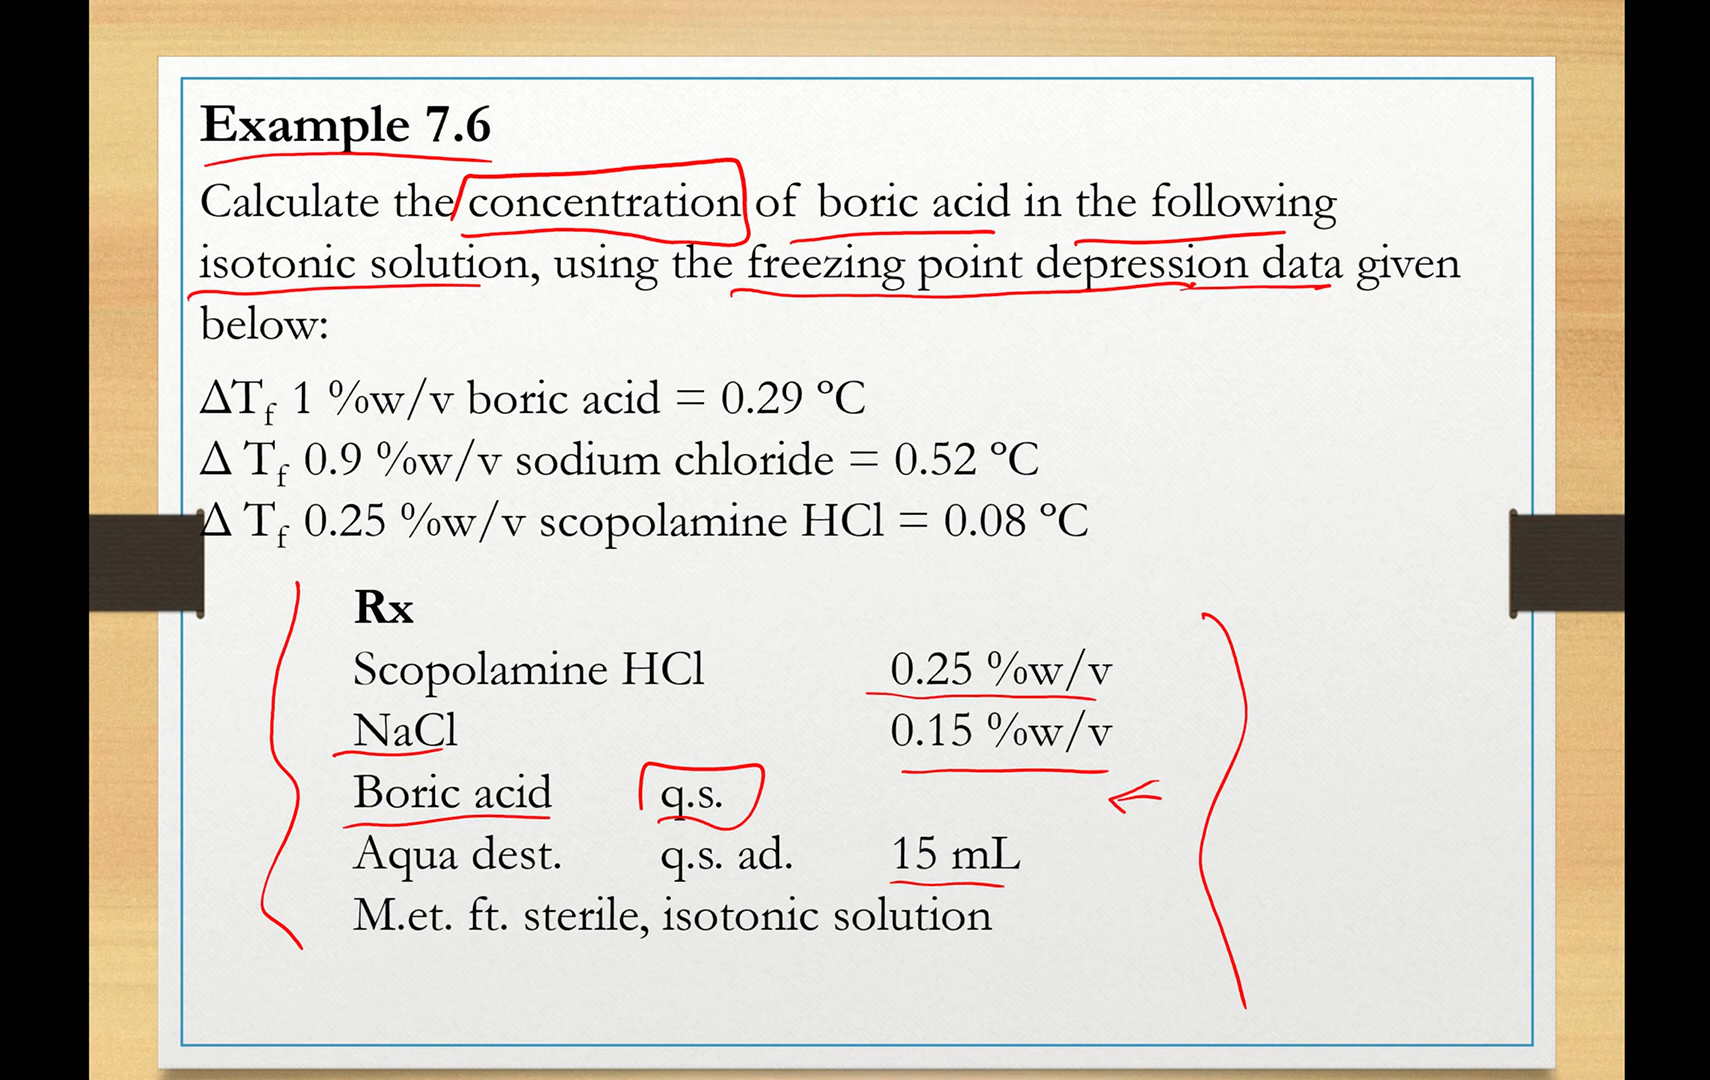 Example 7.6
Calculate the concentration of boric acid in the following
isotonic solution, using the freezing point depression data given
below:
ΔTf 1 %w/v boric acid = 0.29 ºC
Δ Tf 0.9 %w/v sodium chloride = 0.52 ºC
Δ Tf 0.25 %w/v scopolamine HCl = 0.08 ºC
Rx
Scopolamine HCl 0.25 %w/v
NaCl 0.15 %w/v
Boric acid q.s.
Aqua dest. q.s. ad. 15 mL
M.et. ft. sterile, isotonic solution